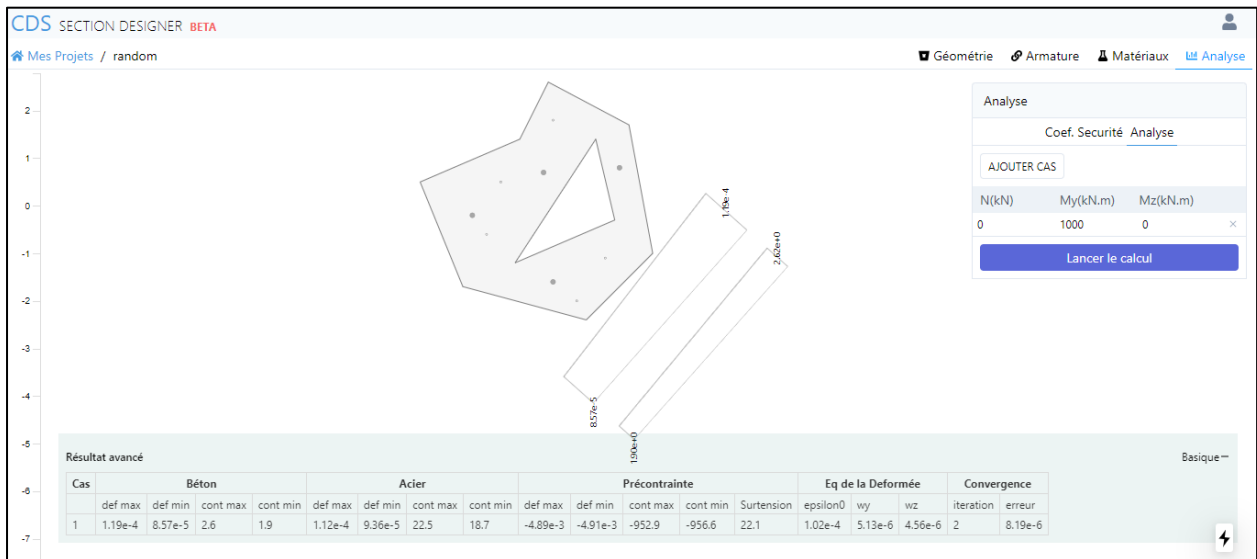 CDS SECTION DESIGNER BETA
Mes Projets / random
Géométrie Armature Matériaux Analyse
2
1
0
-1
-2
-3
-4
-5
-6
-7
1.19e-4
2.62e+0
8.57e-5
1.90e+0
Analyse
Coef. Securité Analyse
AJOUTER CAS
N(kN) My(kN.m) Mz(kN.m)
0 1000 0 ×
Lancer le calcul
Résultat avancé Basique−
Cas Béton Acier Précontrainte Eq de la Deformée Convergence
def max def min cont max cont min def max def min cont max cont min def max def min cont max cont min Surtension epsilon0 wy wz iteration erreur
1 1.19e-4 8.57e-5 2.6 1.9 1.12e-4 9.36e-5 22.5 18.7 -4.89e-3 -4.91e-3 -952.9 -956.6 22.1 1.02e-4 5.13e-6 4.56e-6 2 8.19e-6